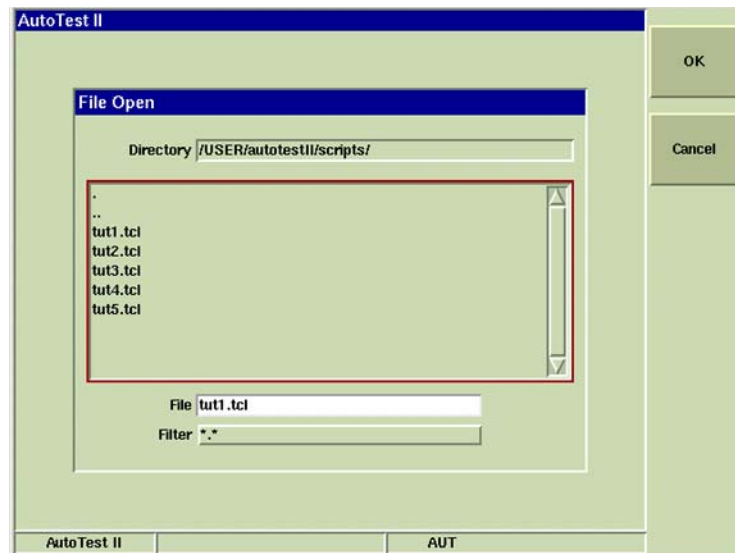 AutoTest II
OK
File Open
Directory /USER/autotestII/scripts/
Cancel
.
..
tut1.tcl
tut2.tcl
tut3.tcl
tut4.tcl
tut5.tcl
File tut1.tcl
Filter *.*
AutoTest II AUT